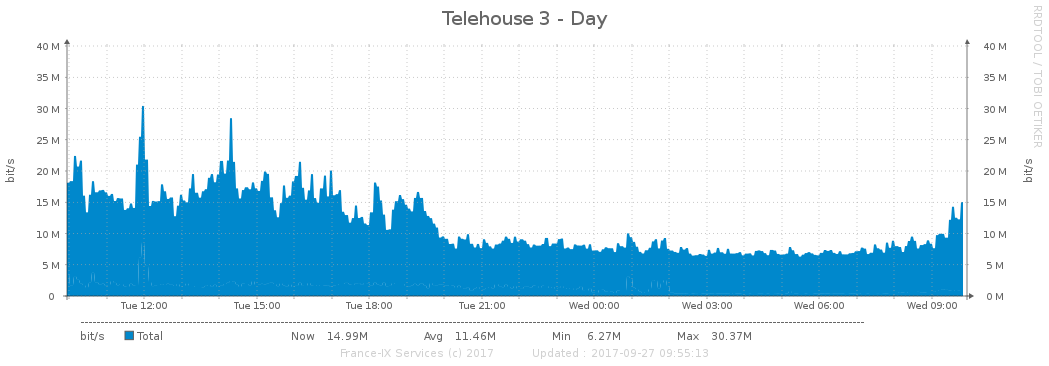 Telehouse 3 - Day
RRDTOOL / TOBI OETIKER
bit/s
bit/s
40 M 40 M
35 M 35 M
30 M 30 M
25 M 25 M
20 M 20 M
15 M 15 M
10 M 10 M
5 M 5 M
0 0 M
Tue 12:00 Tue 15:00 Tue 18:00 Tue 21:00 Wed 00:00 Wed 03:00 Wed 06:00 Wed 09:00
bit/s Total Now 14.99M Avg 11.46M Min 6.27M Max 30.37M
France-IX Services (c) 2017 Updated : 2017-09-27 09:55:13